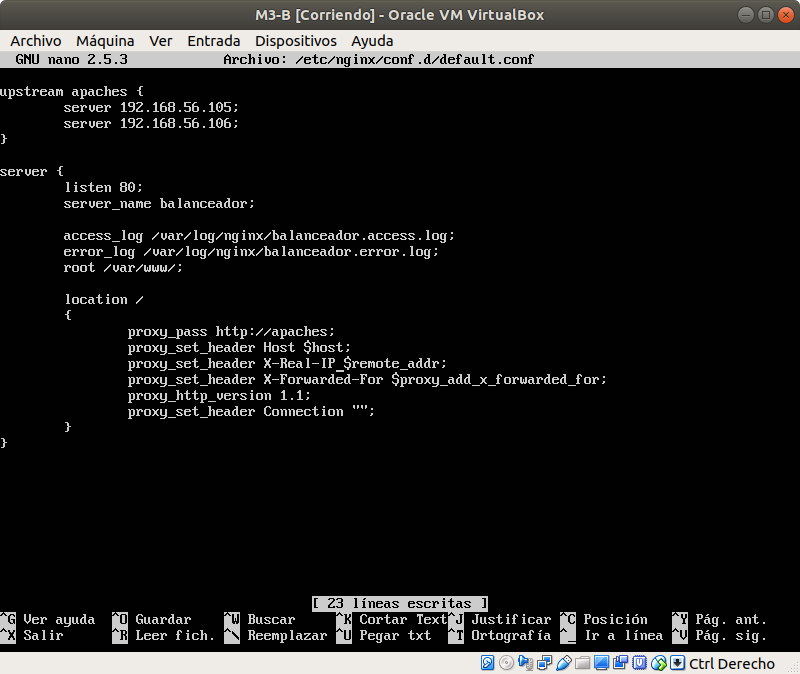 M3-B [Corriendo] - Oracle VM VirtualBox
Archivo Máquina Ver Entrada Dispositivos Ayuda
GNU nano 2.5.3 Archivo: /etc/nginx/conf.d/default.conf
upstream apaches {
server 192.168.56.105;
server 192.168.56.106;
}
server {
listen 80;
server_name balanceador;
access_log /var/log/nginx/balanceador.access.log;
error_log /var/log/nginx/balanceador.error.log;
root /var/www/;
location /
{
proxy_pass http://apaches;
proxy_set_header Host $host;
proxy_set_header X-Real-IP $remote_addr;
proxy_set_header X-Forwarded-For $proxy_add_x_forwarded_for;
proxy_http_version 1.1;
proxy_set_header Connection "";
}
}
[ 23 líneas escritas ]
^G Ver ayuda ^O Guardar ^W Buscar ^K Cortar Text ^J Justificar ^C Posición ^Y Pág. ant.
^X Salir ^R Leer fich. ^\ Reemplazar ^U Pegar txt ^T Ortografía ^_ Ir a línea ^V Pág. sig.
Ctrl Derecho